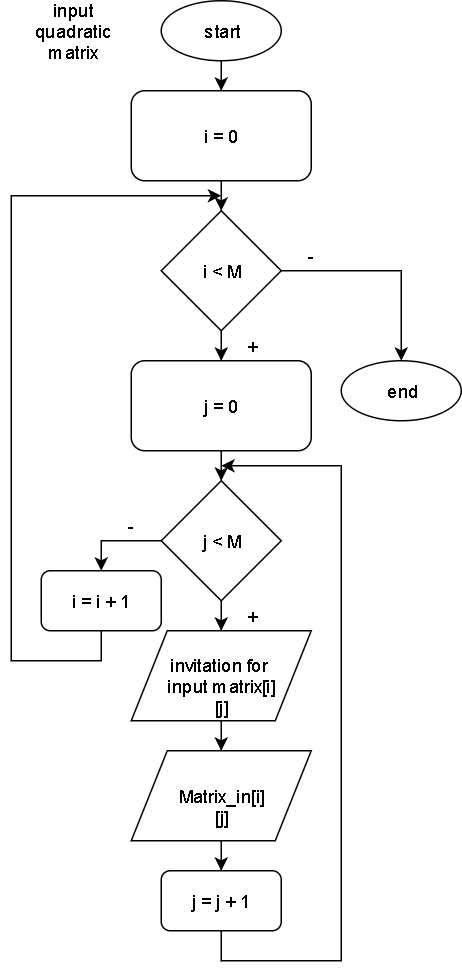 input
quadratic
matrix
start
i = 0
i < M
-
+
end
j = 0
j < M
-
i = i + 1
+
invitation for
input matrix[i]
[j]
Matrix_in[i]
[j]
j = j + 1